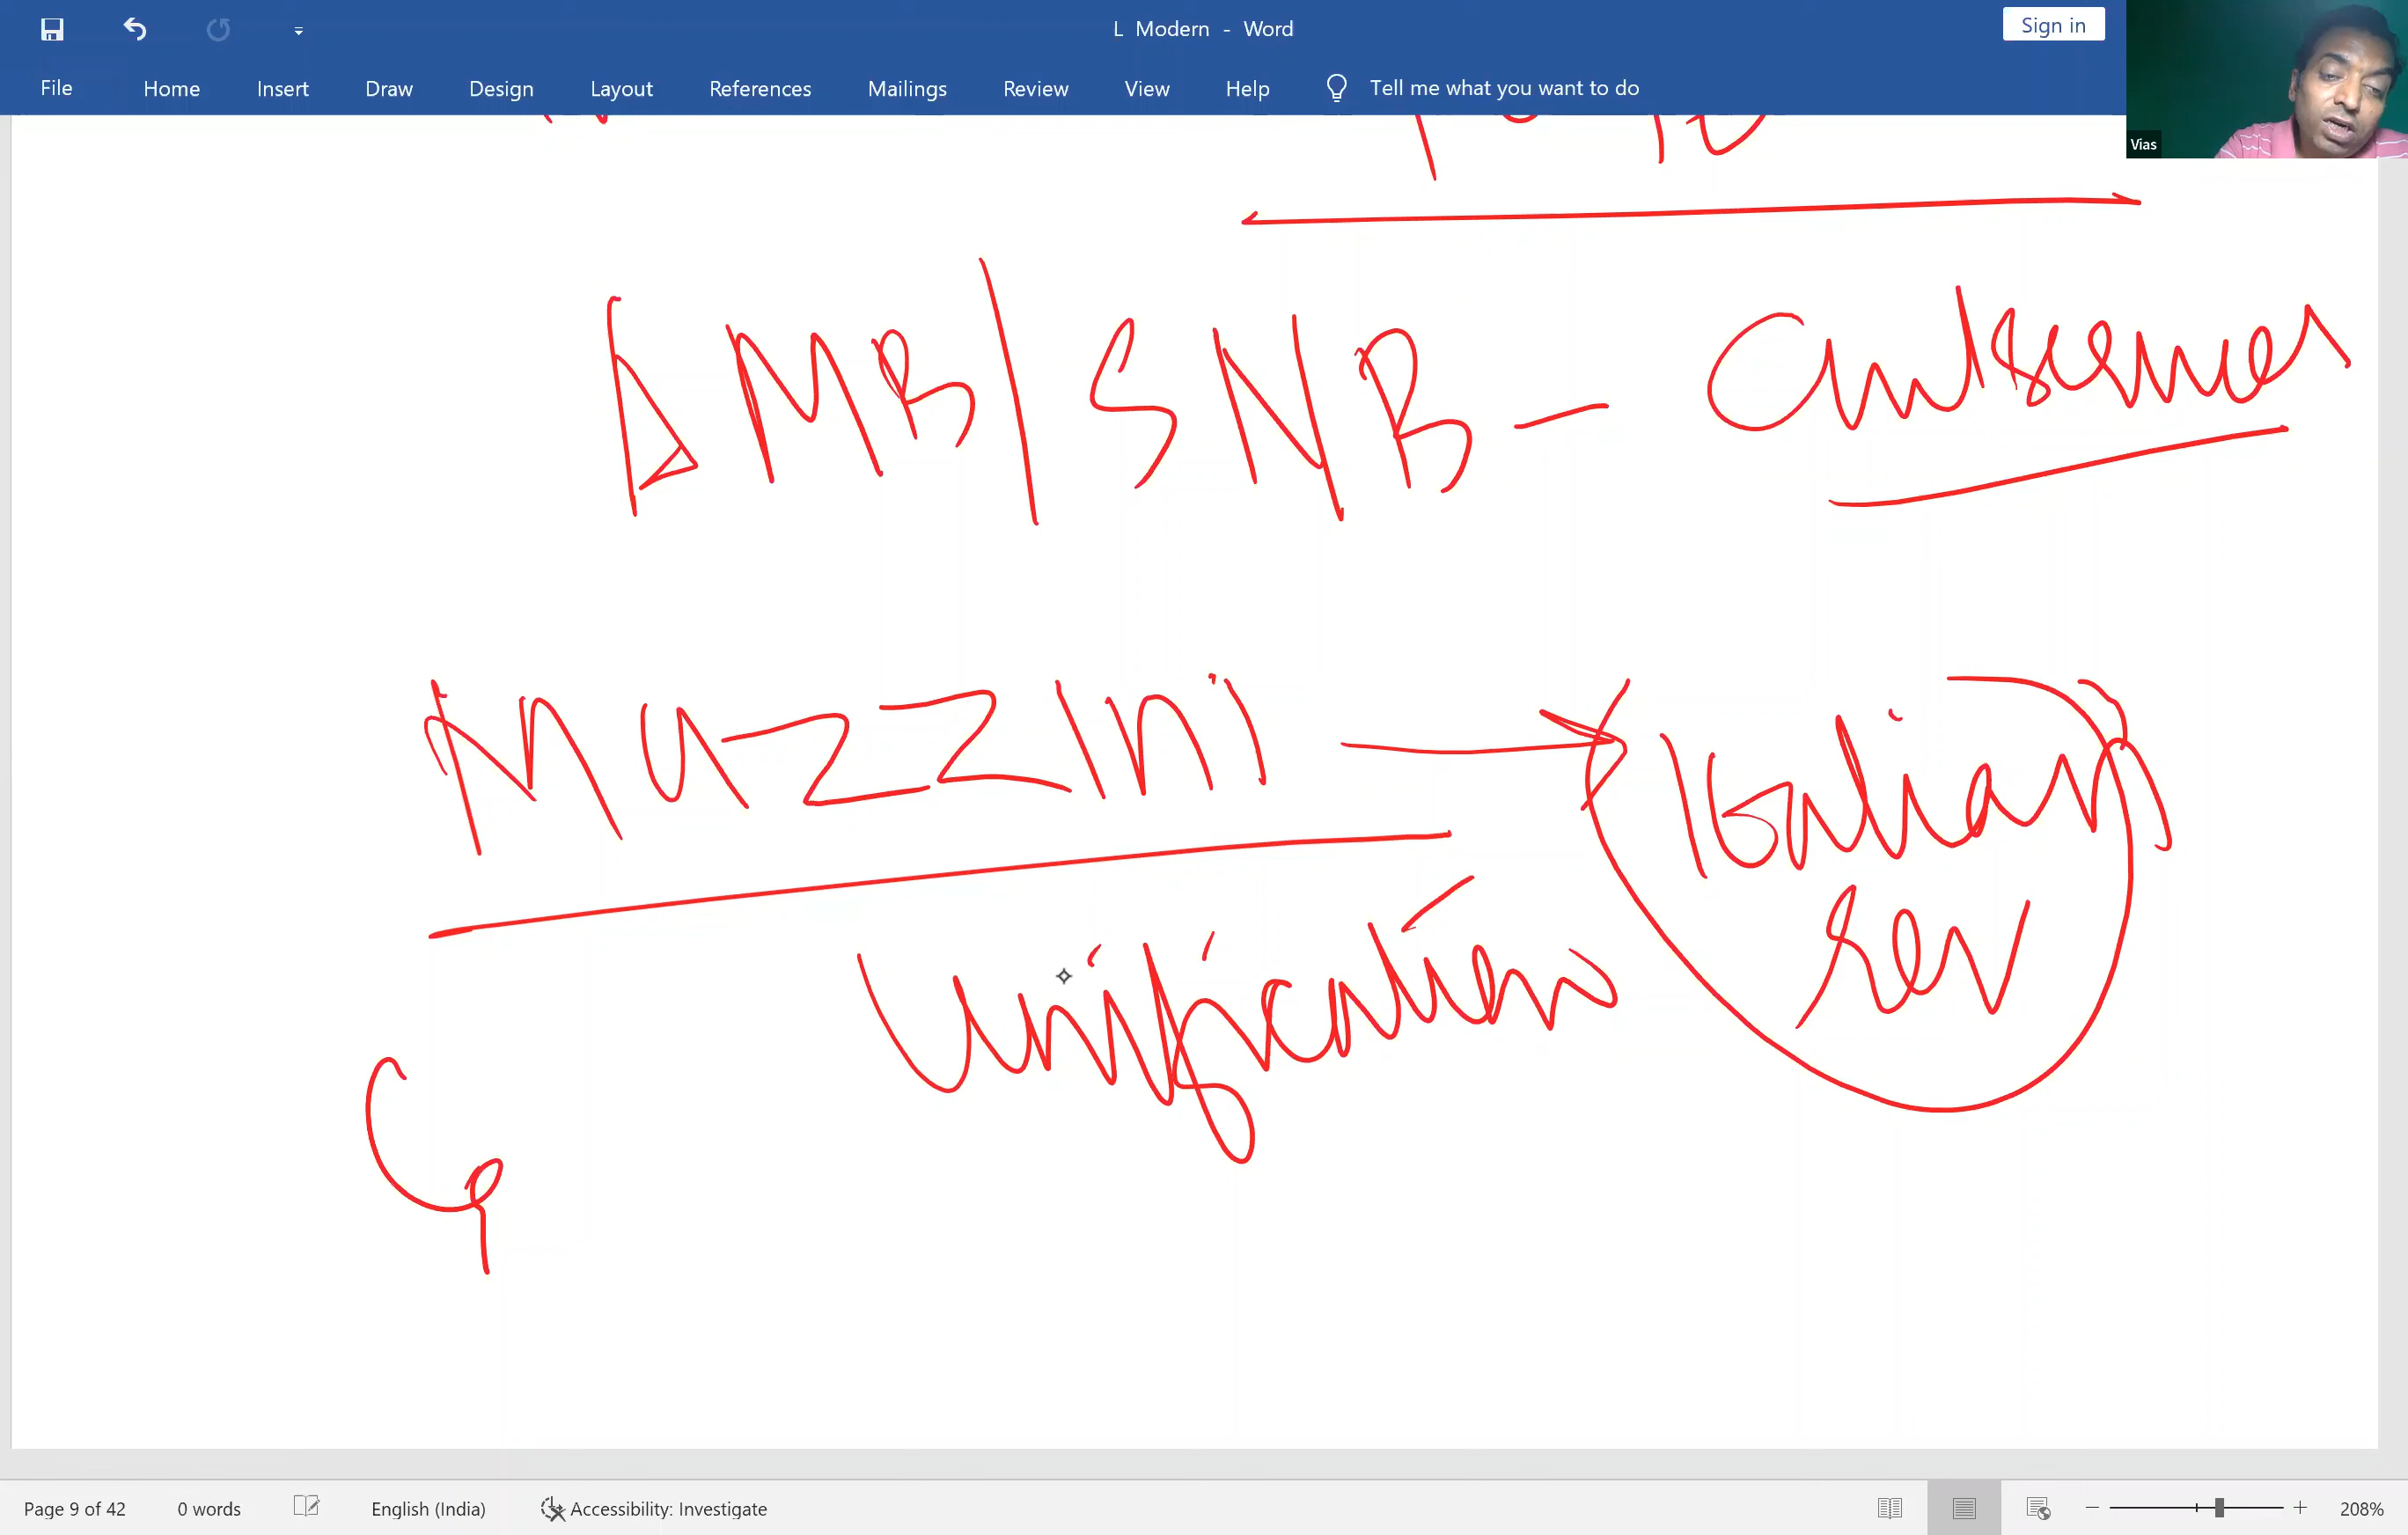 L Modern - Word
Sign in
File Home Insert Draw Design Layout References Mailings Review View Help Tell me what you want to do
Vias
AMB/SNB -
Mazzini → Italian
Unification rev
G
Page 9 of 42 0 words English (India) Accessibility: Investigate 208%